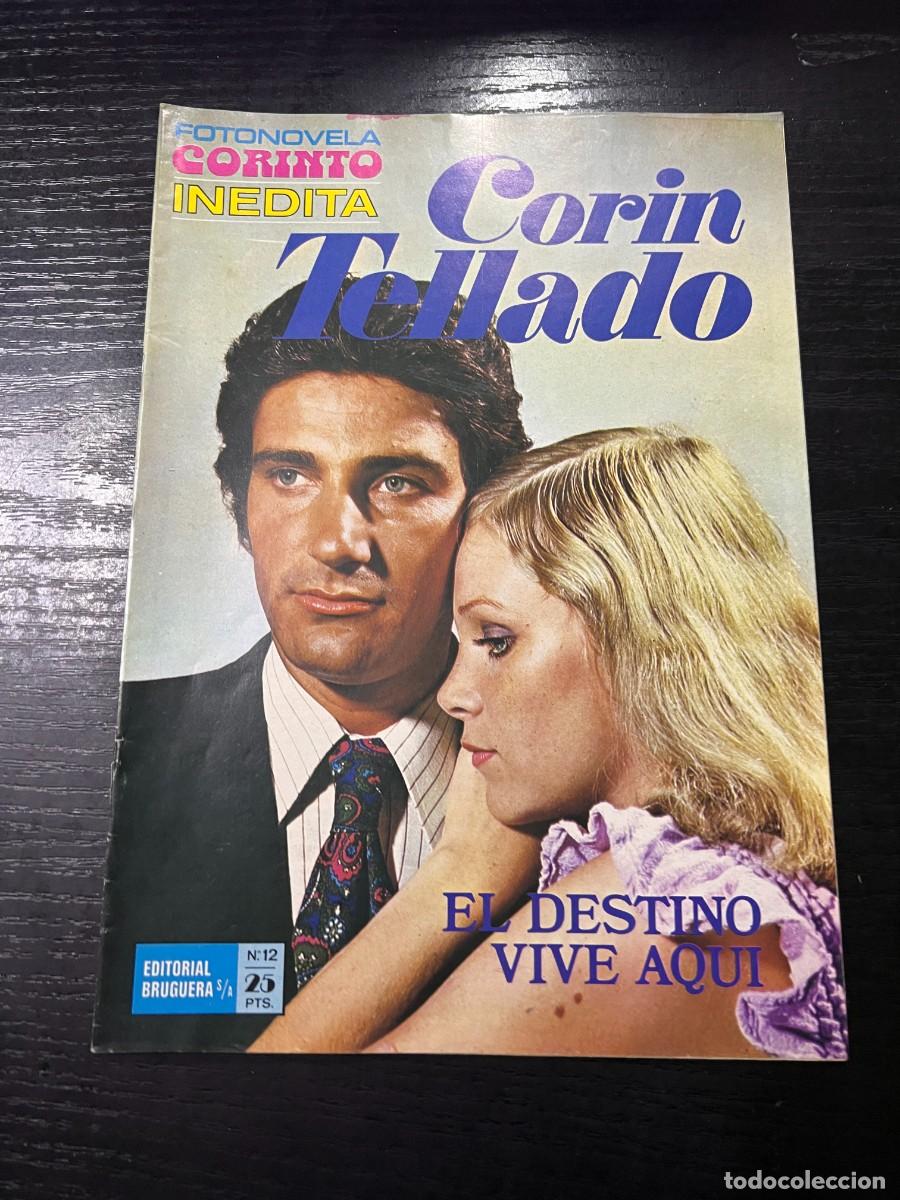 FOTONOVELA
CORINTO
INEDITA
Corin
Tellado
EL DESTINO
VIVE AQUI
EDITORIAL
BRUGUERA S/A
N.º 12
25
PTS.
todocoleccion